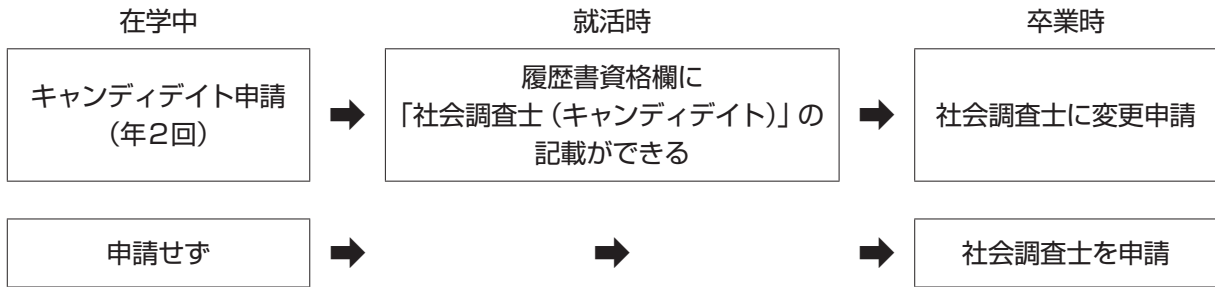 在学中
就活時
卒業時
キャンディデイト申請
（年２回）
➡
履歴書資格欄に
「社会調査士（キャンディデイト）」の
記載ができる
➡
社会調査士に変更申請
申請せず
➡
➡
➡
社会調査士を申請